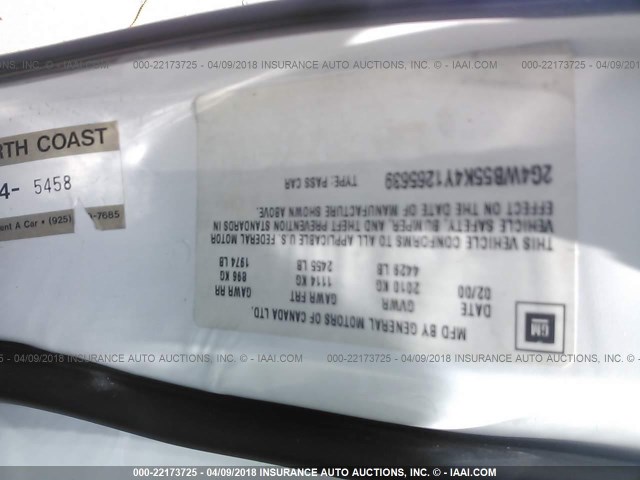 000-22173725 - 04/09/2018 INSURANCE AUTO AUCTIONS, INC. © - IAAI.COM
RTH COAST
4- 5458
ent A Car • (925)
-7685
GM
MFD BY GENERAL MOTORS OF CANADA LTD.
DATE GVWR GAWR FRT GAWR RR
02/00 2010 KG 1114 KG 896 KG
4429 LB 2455 LB 1974 LB
THIS VEHICLE CONFORMS TO ALL APPLICABLE U.S. FEDERAL MOTOR
VEHICLE SAFETY, BUMPER, AND THEFT PREVENTION STANDARDS IN
EFFECT ON THE DATE OF MANUFACTURE SHOWN ABOVE.
2G4WB55K4Y1265639 TYPE: PASS CAR
000-22173725 - 04/09/2018 INSURANCE AUTO AUCTIONS, INC. © - IAAI.COM
000-22173725 - 04/09/2018 INSURANCE AUTO AUCTIONS, INC. © - IAAI.COM